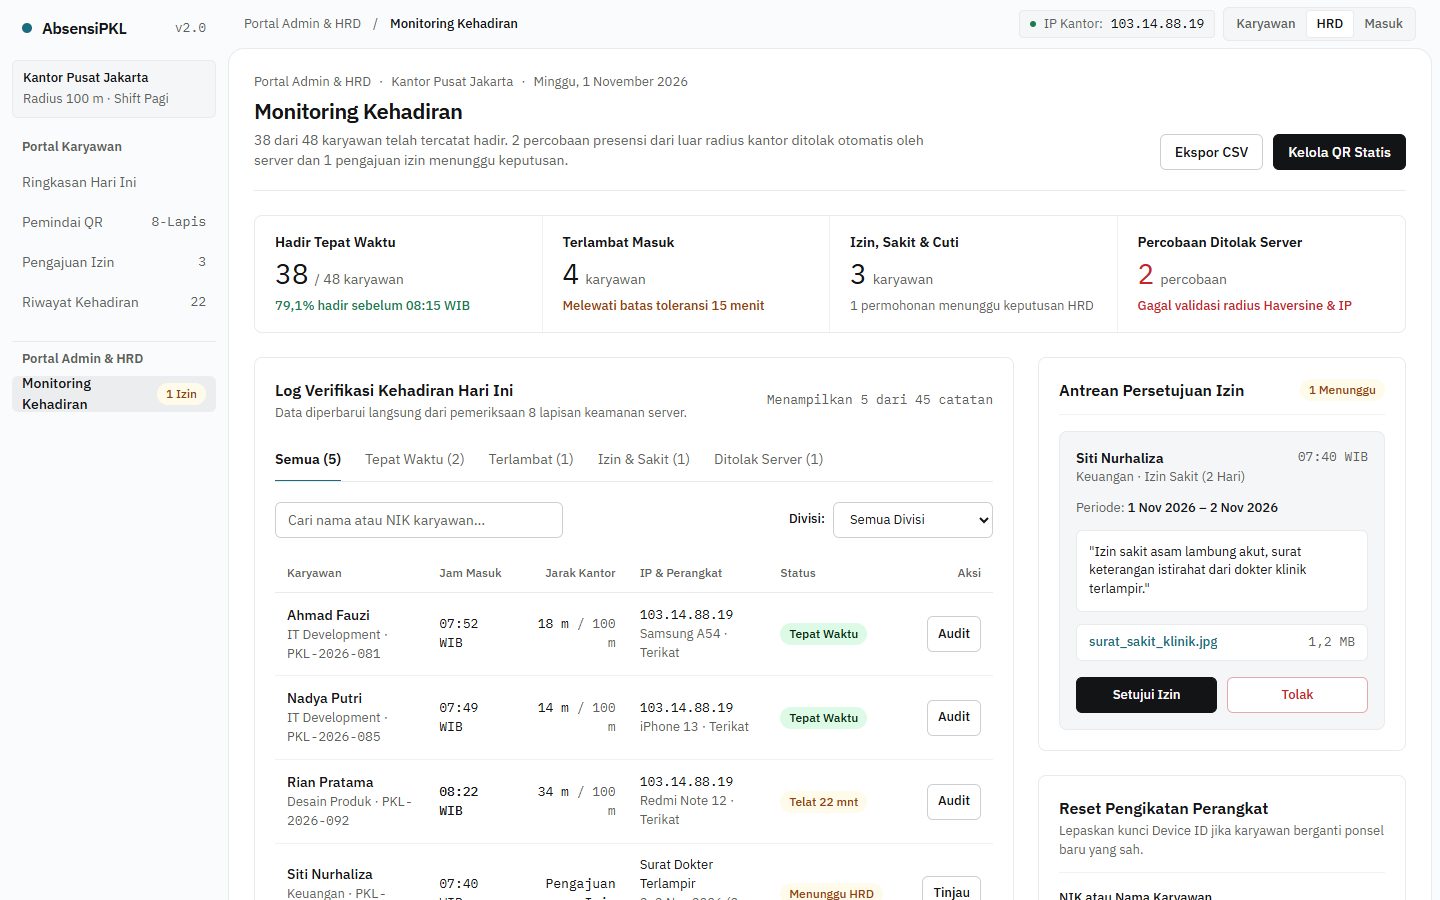 AbsensiPKL v2.0
Kantor Pusat Jakarta
Radius 100 m · Shift Pagi
Portal Karyawan
Ringkasan Hari Ini
Pemindai QR 8-Lapis
Pengajuan Izin 3
Riwayat Kehadiran 22
Portal Admin & HRD
Monitoring
Kehadiran
1 Izin
Portal Admin & HRD / Monitoring Kehadiran
IP Kantor: 103.14.88.19
Karyawan HRD Masuk
Portal Admin & HRD · Kantor Pusat Jakarta · Minggu, 1 November 2026
Monitoring Kehadiran
38 dari 48 karyawan telah tercatat hadir. 2 percobaan presensi dari luar radius kantor ditolak otomatis oleh
server dan 1 pengajuan izin menunggu keputusan.
Ekspor CSV
Kelola QR Statis
Hadir Tepat Waktu
38 / 48 karyawan
79,1% hadir sebelum 08:15 WIB
Terlambat Masuk
4 karyawan
Melewati batas toleransi 15 menit
Izin, Sakit & Cuti
3 karyawan
1 permohonan menunggu keputusan HRD
Percobaan Ditolak Server
2 percobaan
Gagal validasi radius Haversine & IP
Log Verifikasi Kehadiran Hari Ini
Data diperbarui langsung dari pemeriksaan 8 lapisan keamanan server.
Menampilkan 5 dari 45 catatan
Semua (5) Tepat Waktu (2) Terlambat (1) Izin & Sakit (1) Ditolak Server (1)
Cari nama atau NIK karyawan...
Divisi: Semua Divisi
Karyawan Jam Masuk Jarak Kantor IP & Perangkat Status Aksi
Ahmad Fauzi
IT Development ·
PKL-2026-081
07:52
WIB
18 m / 100
m
103.14.88.19
Samsung A54 ·
Terikat
Tepat Waktu
Audit
Nadya Putri
IT Development ·
PKL-2026-085
07:49
WIB
14 m / 100
m
103.14.88.19
iPhone 13 · Terikat
Tepat Waktu
Audit
Rian Pratama
Desain Produk · PKL-
2026-092
08:22
WIB
34 m / 100
m
103.14.88.19
Redmi Note 12 ·
Terikat
Telat 22 mnt
Audit
Siti Nurhaliza
Keuangan · PKL-
07:40
Pengajuan
Surat Dokter
Terlampir
Menunggu HRD
Tinjau
Antrean Persetujuan Izin
1 Menunggu
Siti Nurhaliza 07:40 WIB
Keuangan · Izin Sakit (2 Hari)
Periode: 1 Nov 2026 – 2 Nov 2026
"Izin sakit asam lambung akut, surat
keterangan istirahat dari dokter klinik
terlampir."
surat_sakit_klinik.jpg 1,2 MB
Setujui Izin
Tolak
Reset Pengikatan Perangkat
Lepaskan kunci Device ID jika karyawan berganti ponsel
baru yang sah.
NIK atau Nama Karyawan